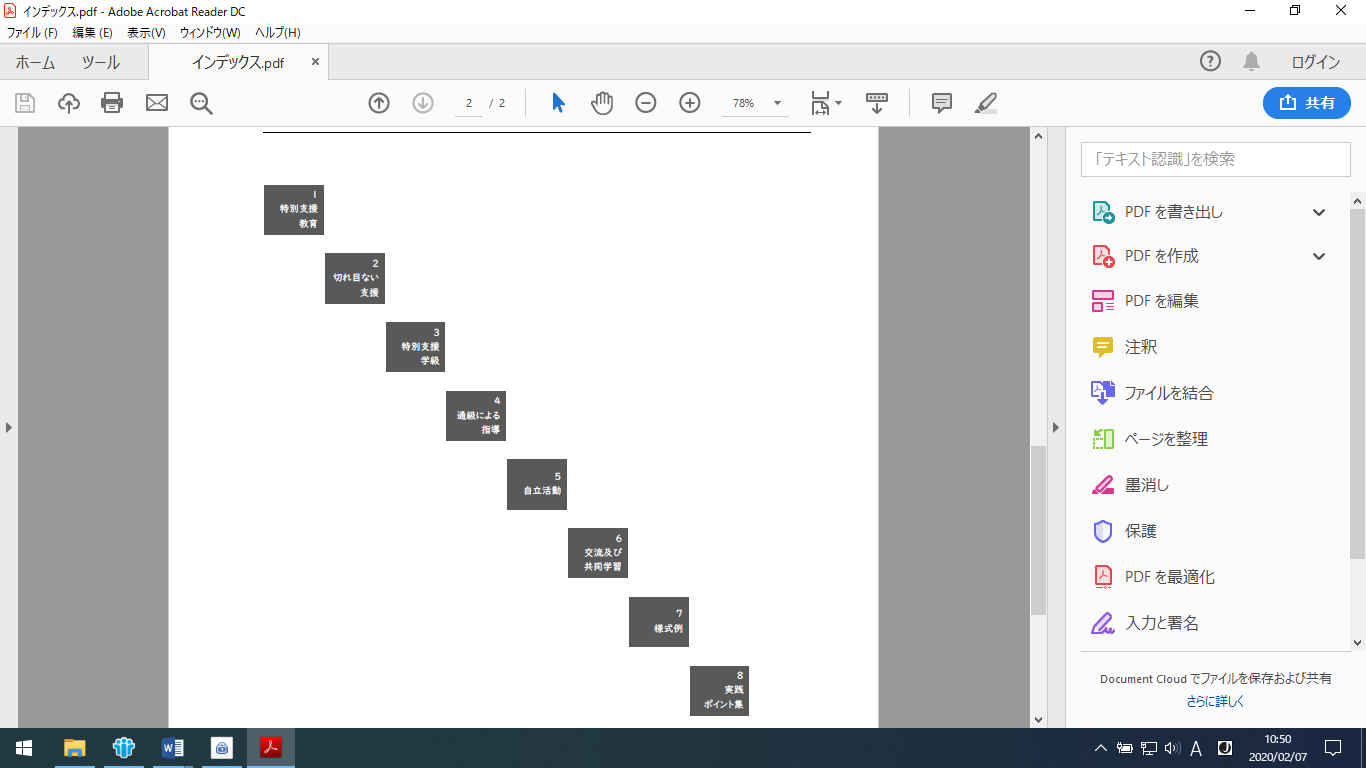 インデックス.pdf - Adobe Acrobat Reader DC
ファイル (F) 編集 (E) 表示(V) ウィンドウ(W) ヘルプ(H)
ホーム ツール インデックス.pdf × ログイン
2 / 2 78% 共有
1
特別支援
教育
2
切れ目ない
支援
3
特別支援
学級
4
通級による
指導
5
自立活動
6
交流及び
共同学習
7
様式例
8
実践
ポイント集
「テキスト認識」を検索
PDF を書き出し
PDF を作成
PDF を編集
注釈
ファイルを結合
ページを整理
墨消し
保護
PDF を最適化
入力と署名
Document Cloud でファイルを保存および共有
さらに詳しく
A
10:50
2020/02/07